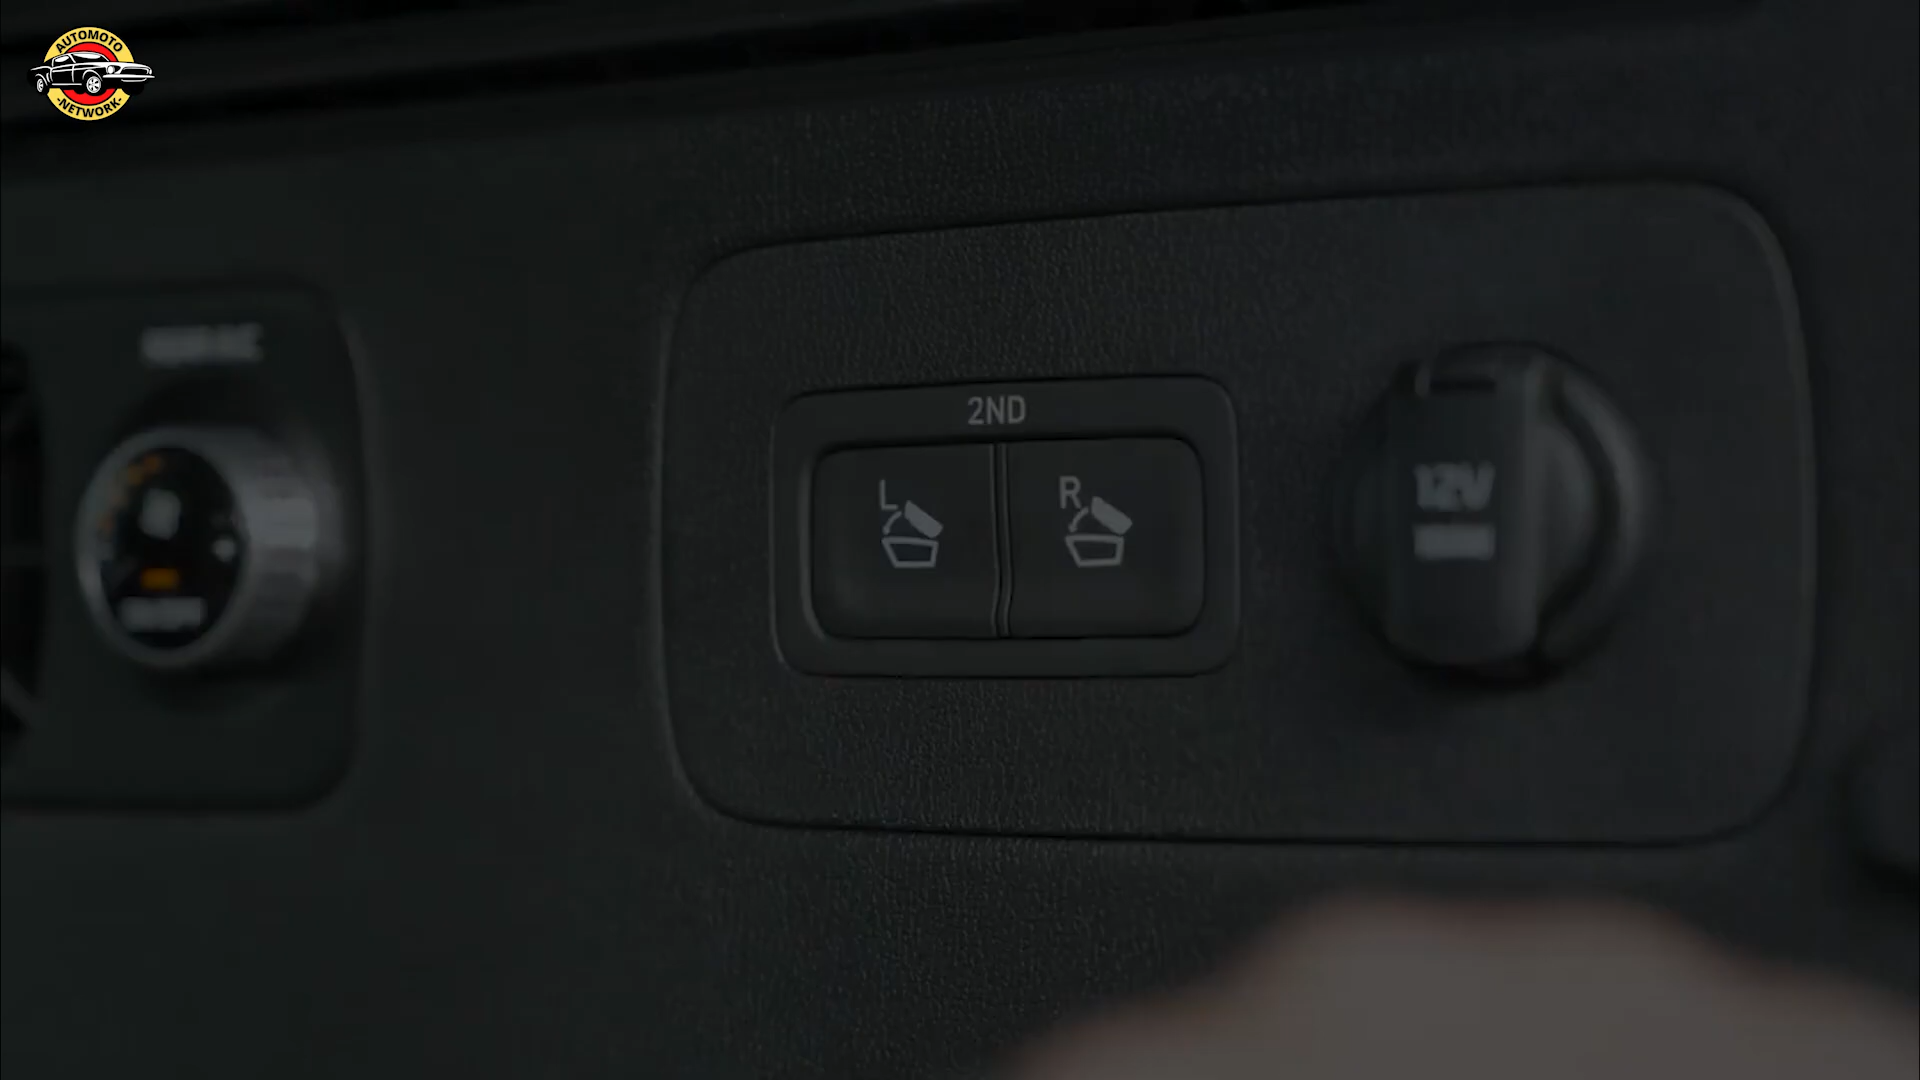 AUTOMOTO
-NETWORK-
2ND
L
R
12V